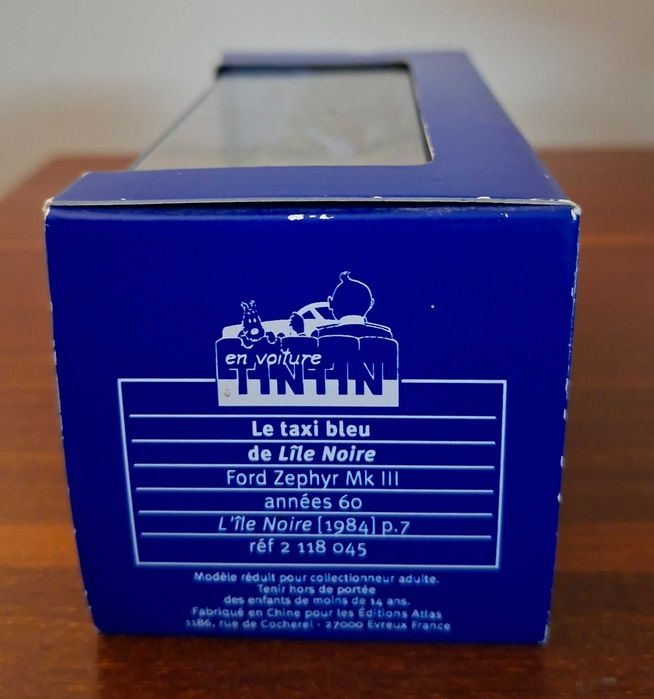 en voiture
TINTIN
Le taxi bleu
de L'île Noire
Ford Zephyr Mk III
années 60
L'île Noire [1984] p.7
réf 2 118 045
Modèle réduit pour collectionneur adulte.
Tenir hors de portée
des enfants de moins de 14 ans.
Fabriqué en Chine pour les Éditions Atlas
1186, rue de Cocherel - 27000 Evreux France